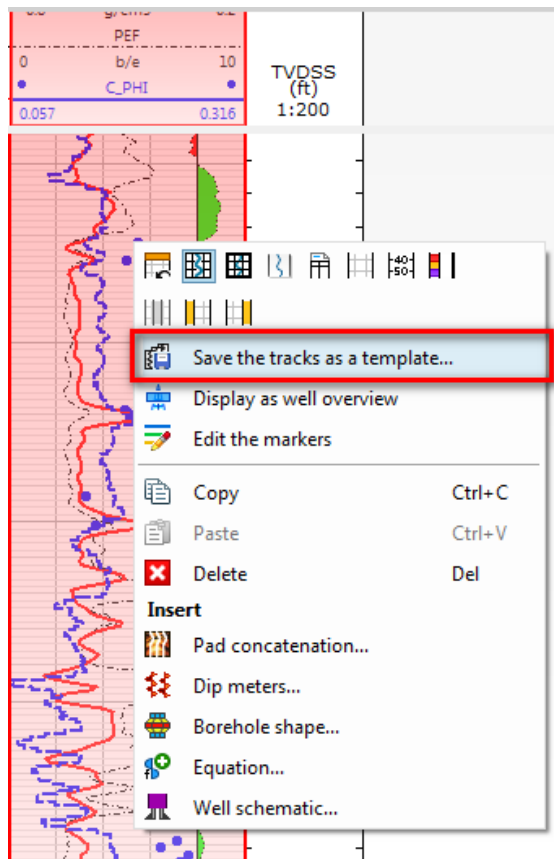 PEF
0 b/e 10
C_PHI
0.057 0.316
TVDSS
(ft)
1:200
40
50
Save the tracks as a template...
Display as well overview
Edit the markers
Copy Ctrl+C
Paste Ctrl+V
Delete Del
Insert
Pad concatenation...
Dip meters...
Borehole shape...
Equation...
Well schematic...